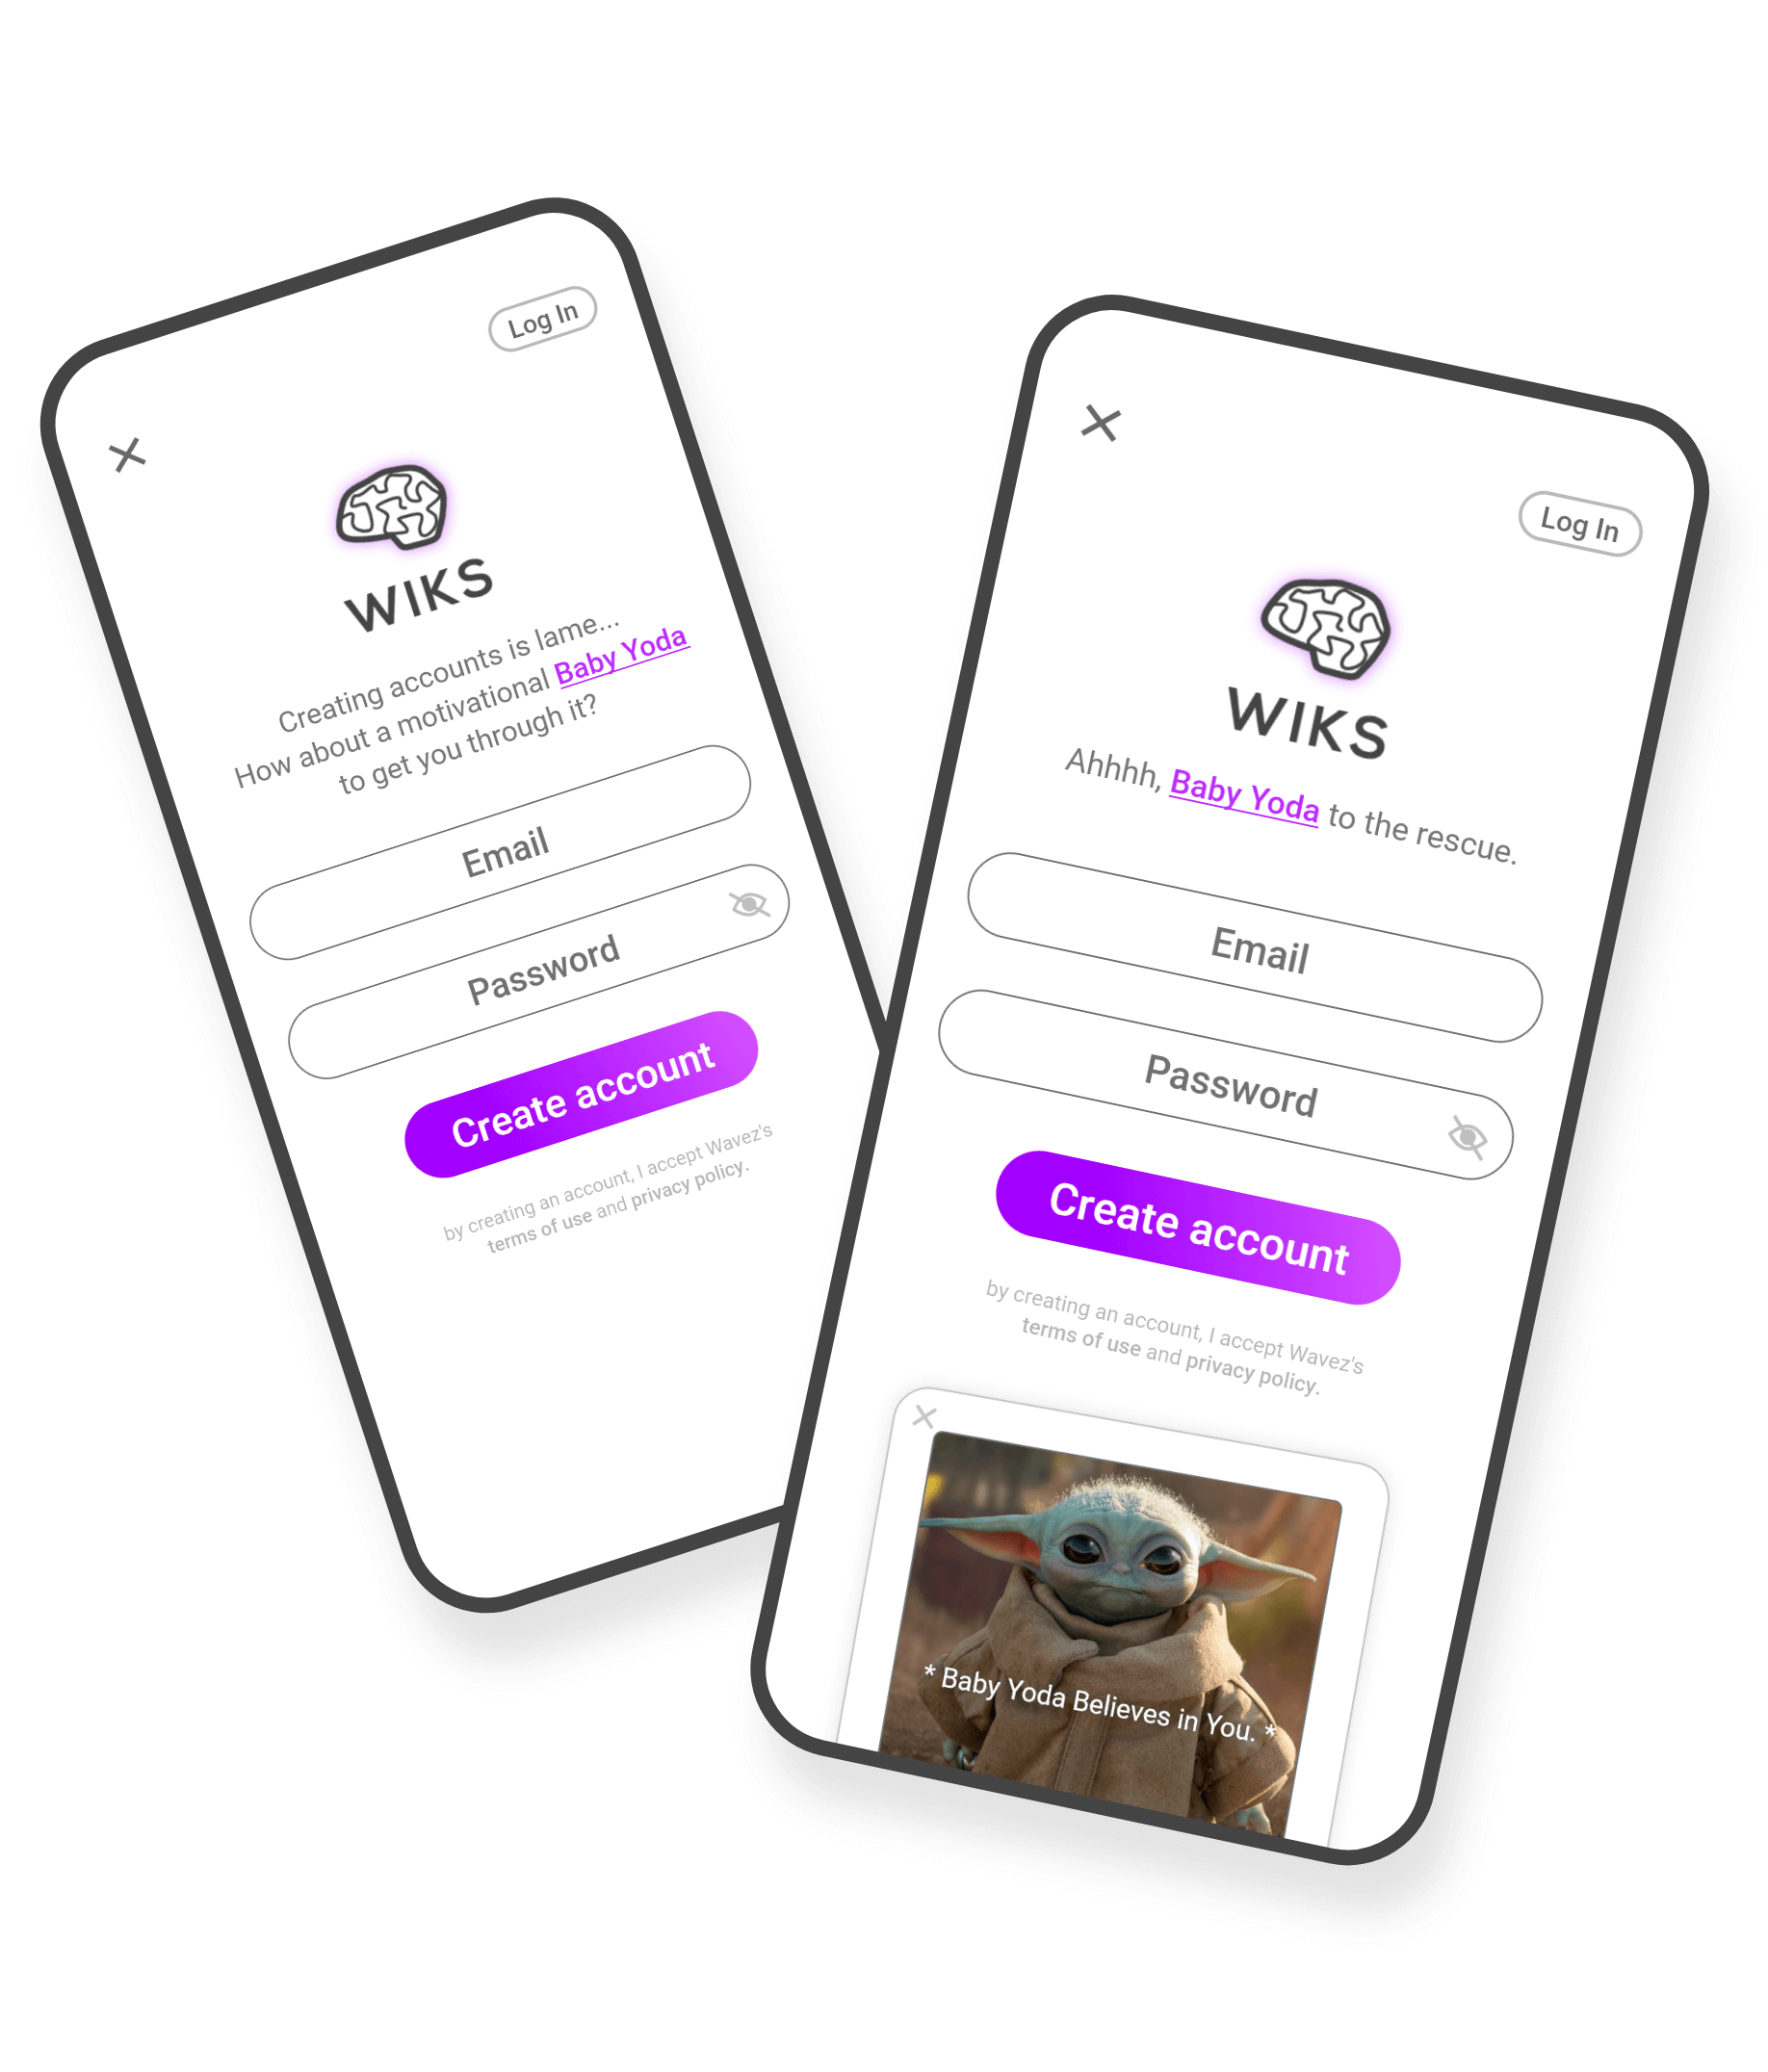 Log In
WIKS
Creating accounts is lame...
How about a motivational Baby Yoda
to get you through it?
Email
Password
Create account
by creating an account, I accept Wavez's
terms of use and privacy policy.
Log In
WIKS
Ahhhh, Baby Yoda to the rescue.
Email
Password
Create account
by creating an account, I accept Wavez's
terms of use and privacy policy.
* Baby Yoda Believes in You. *